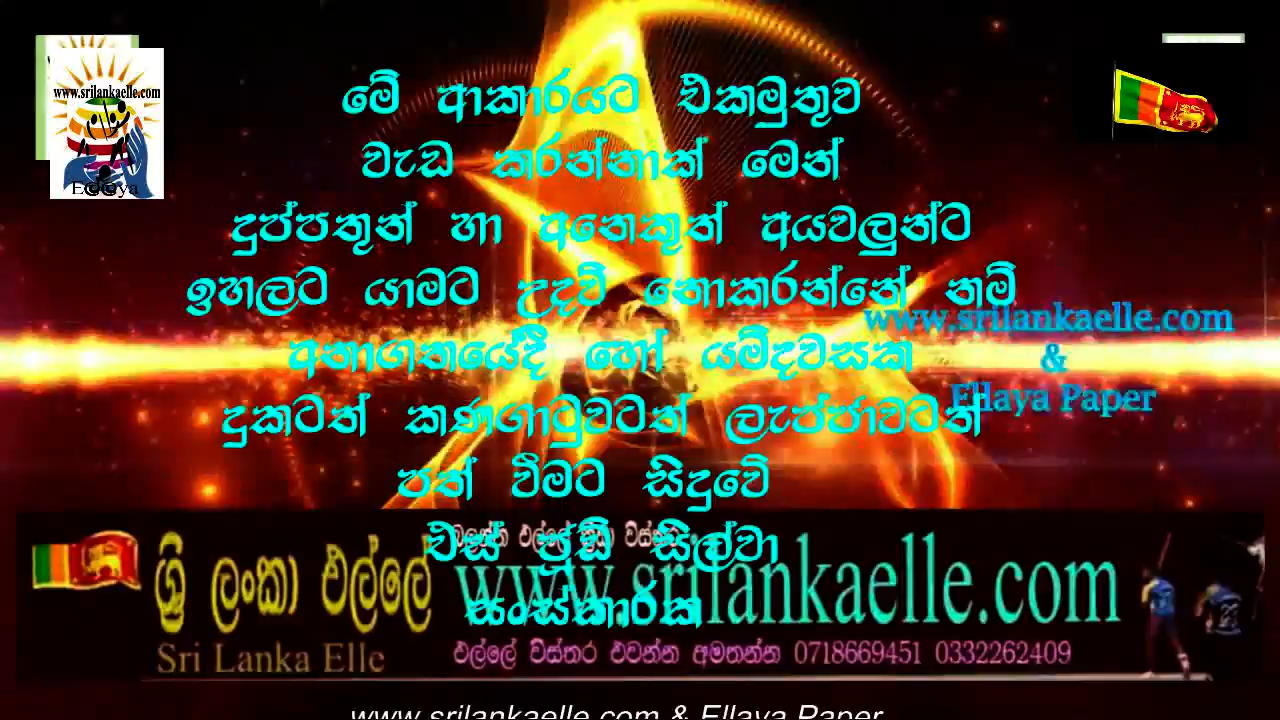 www.srilankaelle.com
Ellaya
මේ ආකාරයට එකමුතුව
වැඩ කරන්නාක් මෙන්
දුප්පතුන් හා අනෙකුත් අයවලුන්ට
ඉහලට යාමට උදව් නොකරන්නේ නම්
www.srilankaelle.com
&
Ellaya Paper
අනාගතයේදී හෝ යම්දවසක
දුකටත් කණගාටුවටත් ලැජ්ජාවටත්
පත් වීමට සිදුවේ
එස් ජූඩ් සිල්වා
සංස්කාරික
ශ්‍රී ලංකා එල්ලේ
www.srilankaelle.com
Sri Lanka Elle
එල්ලේ විස්තර එවන්න අමතන්න 0718669451 0332262409
www.srilankaelle.com & Ellaya Paper